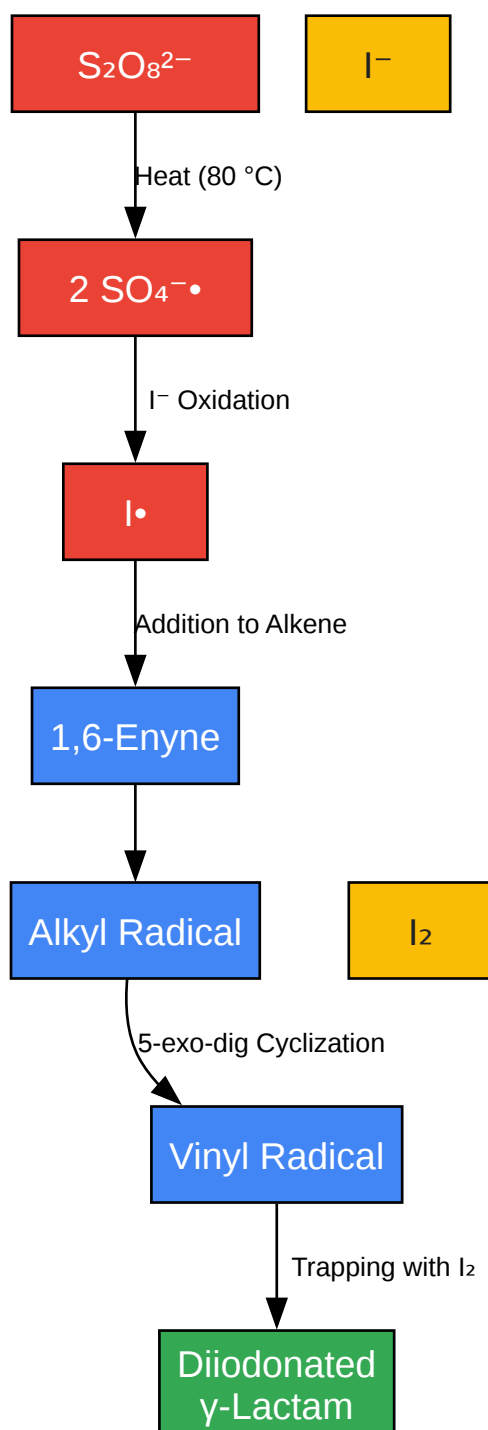 S₂O₈²⁻
I⁻
Heat (80 °C)
2 SO₄⁻•
I⁻ Oxidation
I•
Addition to Alkene
1,6-Enyne
Alkyl Radical
I₂
5-exo-dig Cyclization
Vinyl Radical
Trapping with I₂
Diiodonated
γ-Lactam